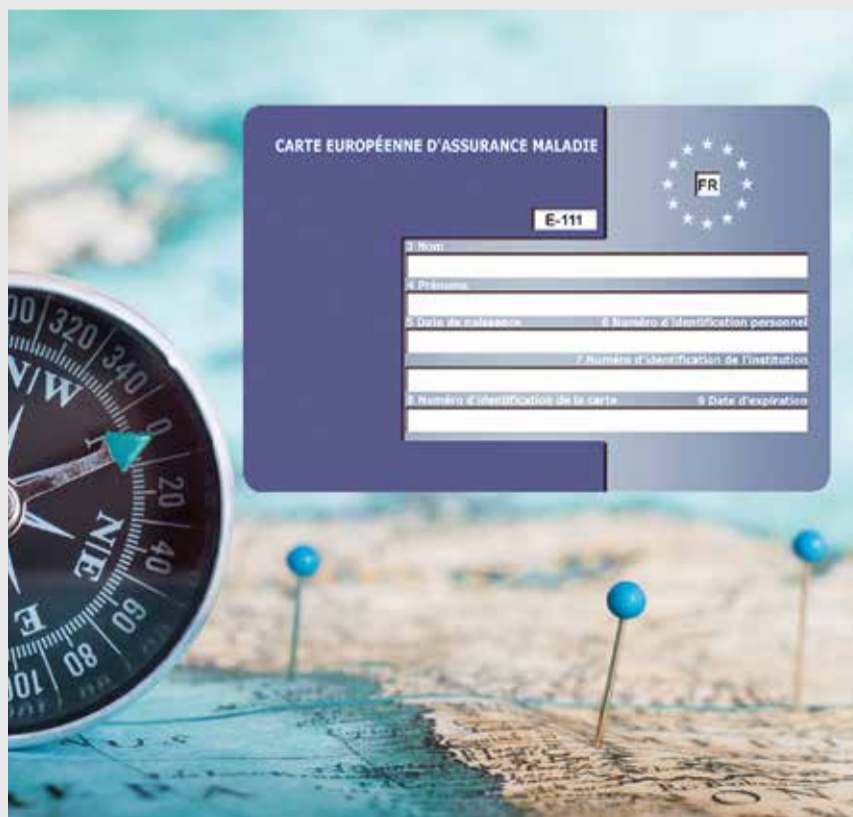 CARTE EUROPÉENNE D'ASSURANCE MALADIE
FR
E-111
3 Nom
4 Prénoms
5 Date de naissance 6 Numéro d'identification personnel
7 Numéro d'identification de l'institution
8 Numéro d'identification de la carte 9 Date d'expiration
320
340
N/W
0
20
N/E
40
E
60
80
100